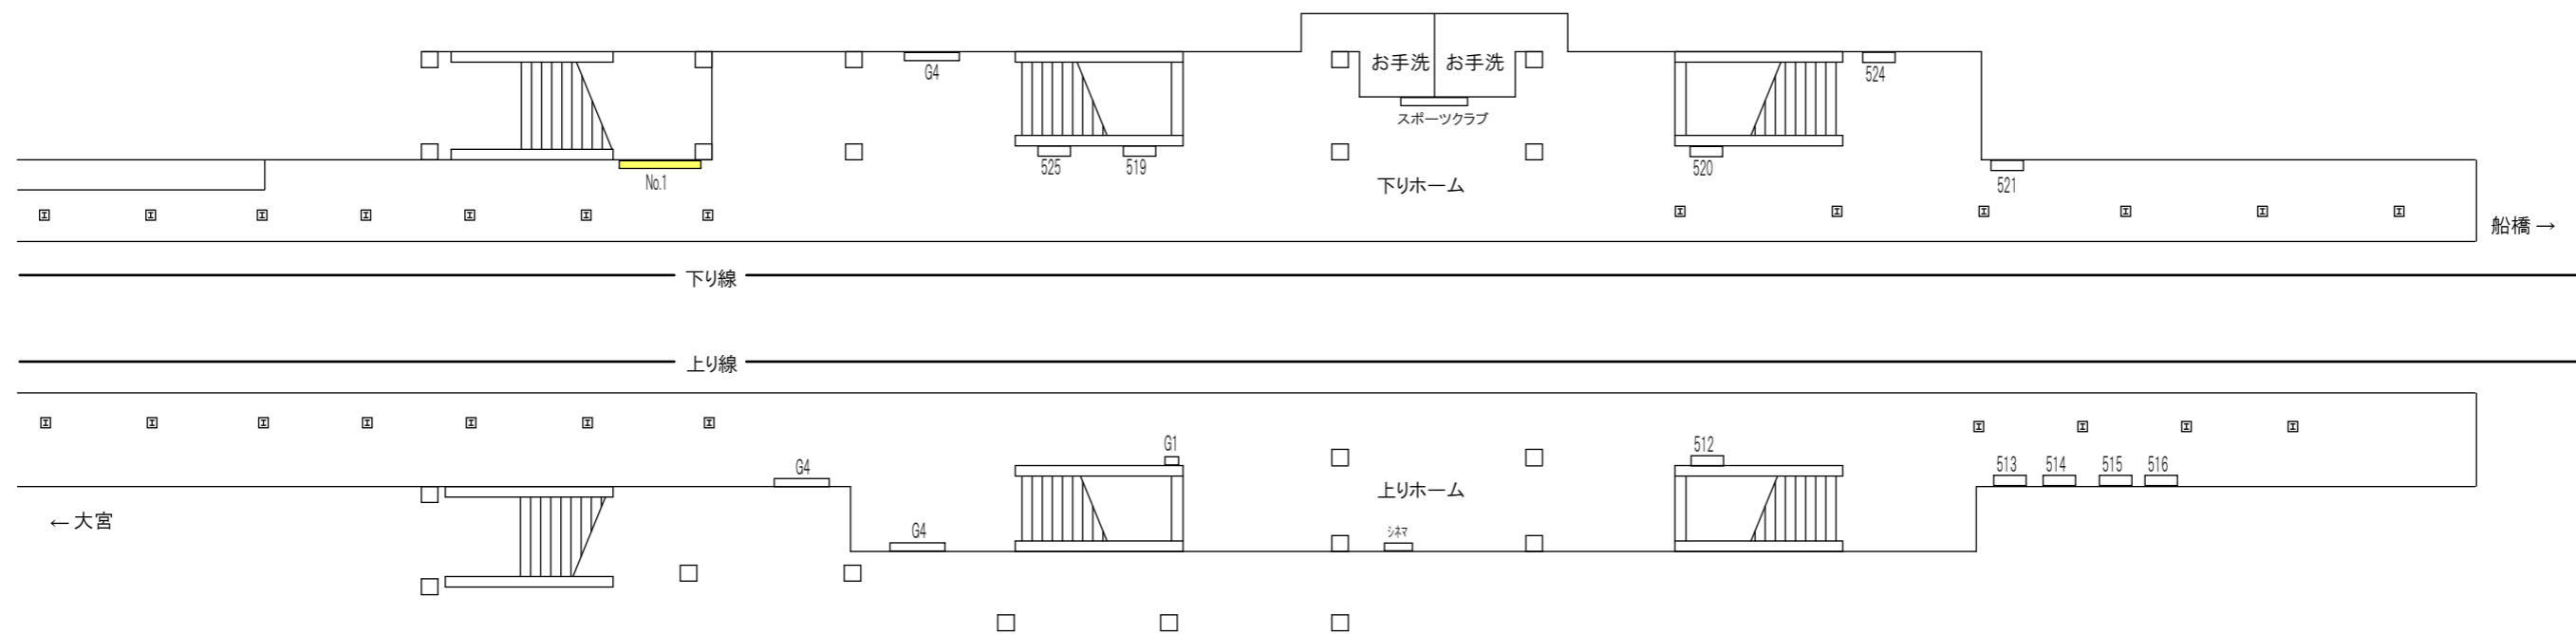 お手洗 お手洗
G4
524
スポーツクラブ
525 519
520
No.1
下りホーム
521
船橋 →
下り線
上り線
G1
512
G4
513 514 515 516
上りホーム
← 大宮
G4
シネマ